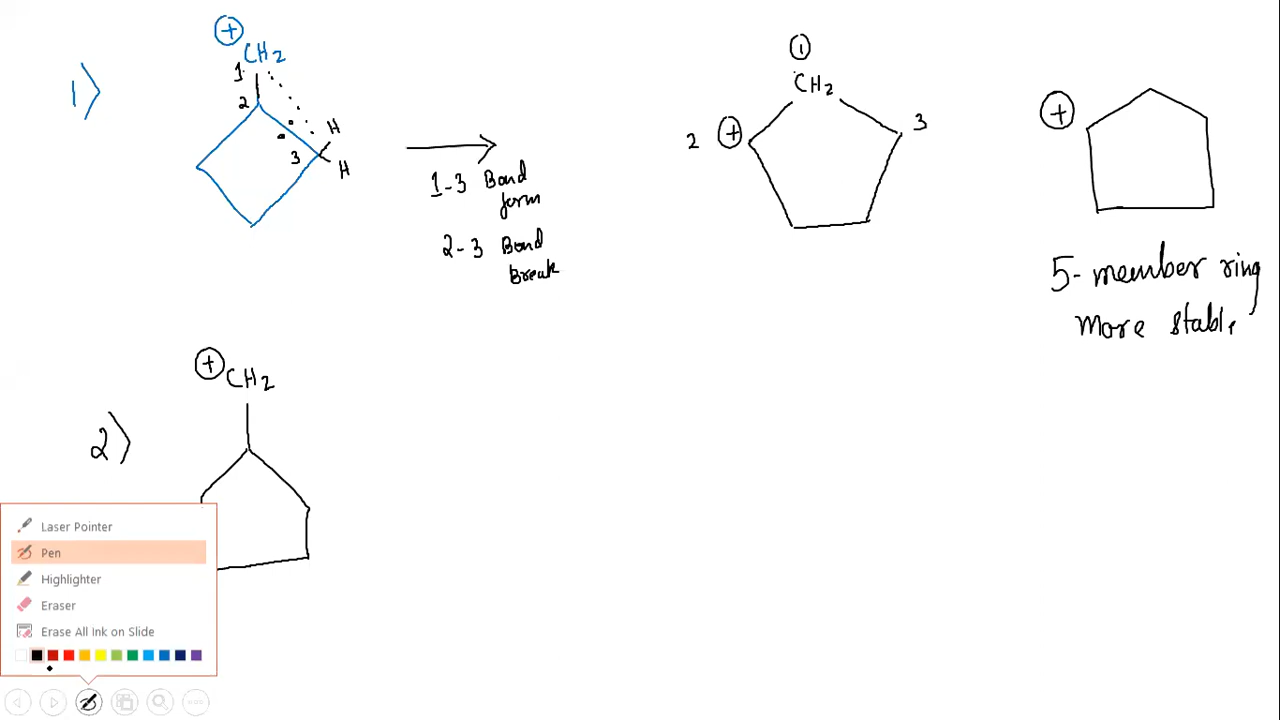 1)
⊕
CH2
1
2
3
H
H
1-3 Bond
form
2-3 Bond
Break
①
CH2
2 ⊕
3
⊕
5-member ring
more stable
2)
⊕
CH2
Laser Pointer
Pen
Highlighter
Eraser
Erase All Ink on Slide